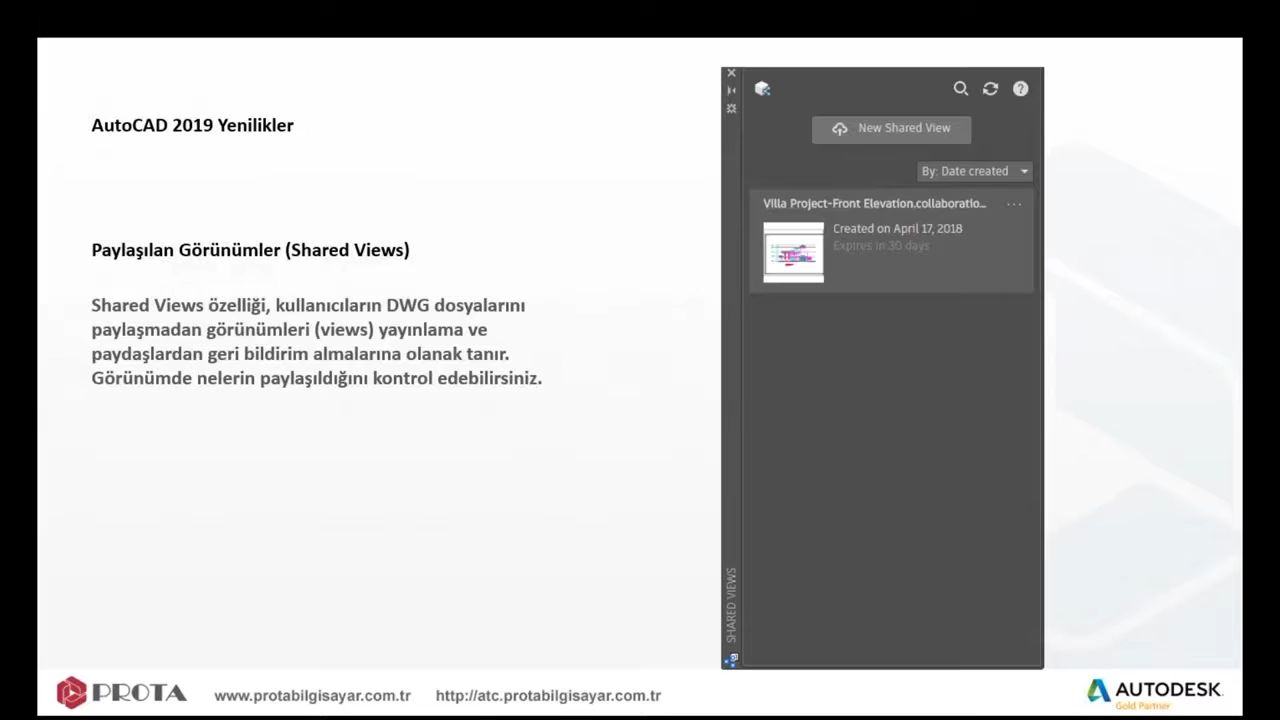 AutoCAD 2019 Yenilikler
Paylaşılan Görünümler (Shared Views)
Shared Views özelliği, kullanıcıların DWG dosyalarını
paylaşmadan görünümleri (views) yayınlama ve
paydaşlardan geri bildirim almalarına olanak tanır.
Görünümde nelerin paylaşıldığını kontrol edebilirsiniz.
New Shared View
By: Date created
Villa Project-Front Elevation.collaboratio...
Created on April 17, 2018
Expires in 30 days
SHARED VIEWS
PROTA
www.protabilgisayar.com.tr
http://atc.protabilgisayar.com.tr
AUTODESK.
Gold Partner